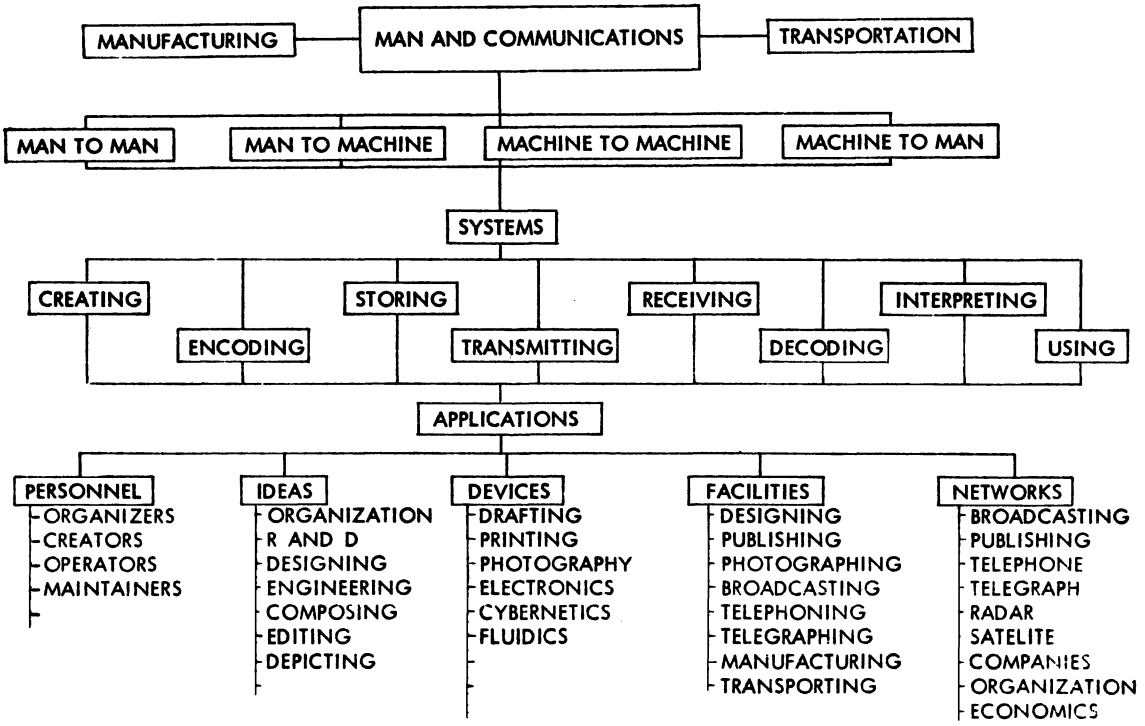 MANUFACTURING
MAN AND COMMUNICATIONS
TRANSPORTATION
MAN TO MAN
MAN TO MACHINE
MACHINE TO MACHINE
MACHINE TO MAN
SYSTEMS
CREATING
STORING
RECEIVING
INTERPRETING
ENCODING
TRANSMITTING
DECODING
USING
APPLICATIONS
PERSONNEL
ORGANIZERS
CREATORS
OPERATORS
MAINTAINERS
IDEAS
ORGANIZATION
R AND D
DESIGNING
ENGINEERING
COMPOSING
EDITING
DEPICTING
DEVICES
DRAFTING
PRINTING
PHOTOGRAPHY
ELECTRONICS
CYBERNETICS
FLUIDICS
FACILITIES
DESIGNING
PUBLISHING
PHOTOGRAPHING
BROADCASTING
TELEPHONING
TELEGRAPHING
MANUFACTURING
TRANSPORTING
NETWORKS
BROADCASTING
PUBLISHING
TELEPHONE
TELEGRAPH
RADAR
SATELITE
COMPANIES
ORGANIZATION
ECONOMICS